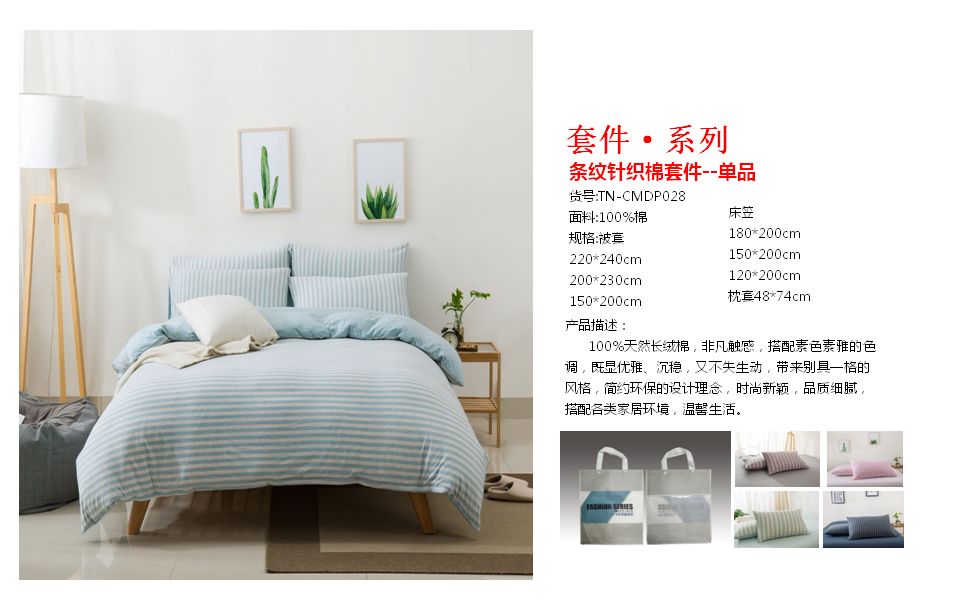 套件·系列
条纹针织棉套件--单品
货号:TN-CMDP028
面料:100%棉
规格:被套
220*240cm
200*230cm
150*200cm
床笠
180*200cm
150*200cm
120*200cm
枕套48*74cm
产品描述：
100%天然长绒棉，非凡触感，搭配素色素雅的色
调，既显优雅、沉稳，又不失生动，带来别具一格的
风格，简约环保的设计理念，时尚新颖，品质细腻，
搭配各类家居环境，温馨生活。
FASHION SERIES